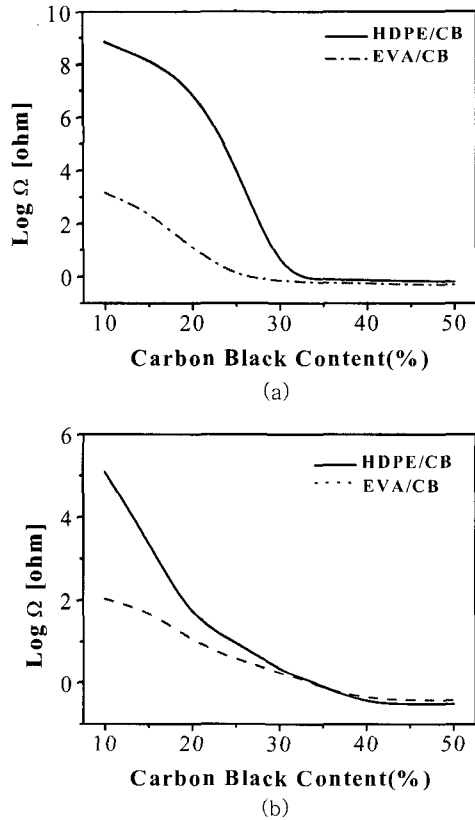 10
8
6
4
2
0
Log Ω [ohm]
HDPE/CB
EVA/CB
10 20 30 40 50
Carbon Black Content(%)
(a)
6
4
2
0
Log Ω [ohm]
HDPE/CB
EVA/CB
10 20 30 40 50
Carbon Black Content(%)
(b)